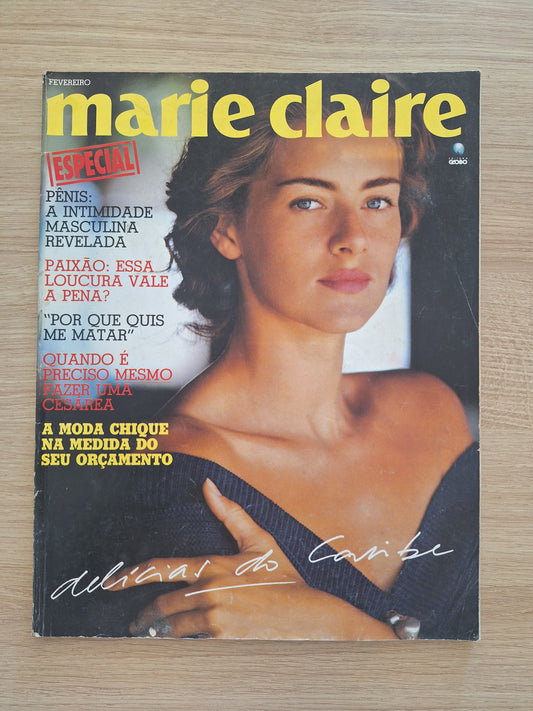 FEVEREIRO
marie claire
EDITORA
GLOBO
ESPECIAL
PÊNIS:
A INTIMIDADE
MASCULINA
REVELADA
PAIXÃO: ESSA
LOUCURA VALE
A PENA?
"POR QUE QUIS
ME MATAR"
QUANDO É
PRECISO MESMO
FAZER UMA
CESÁREA
A MODA CHIQUE
NA MEDIDA DO
SEU ORÇAMENTO
delícias do Caribe